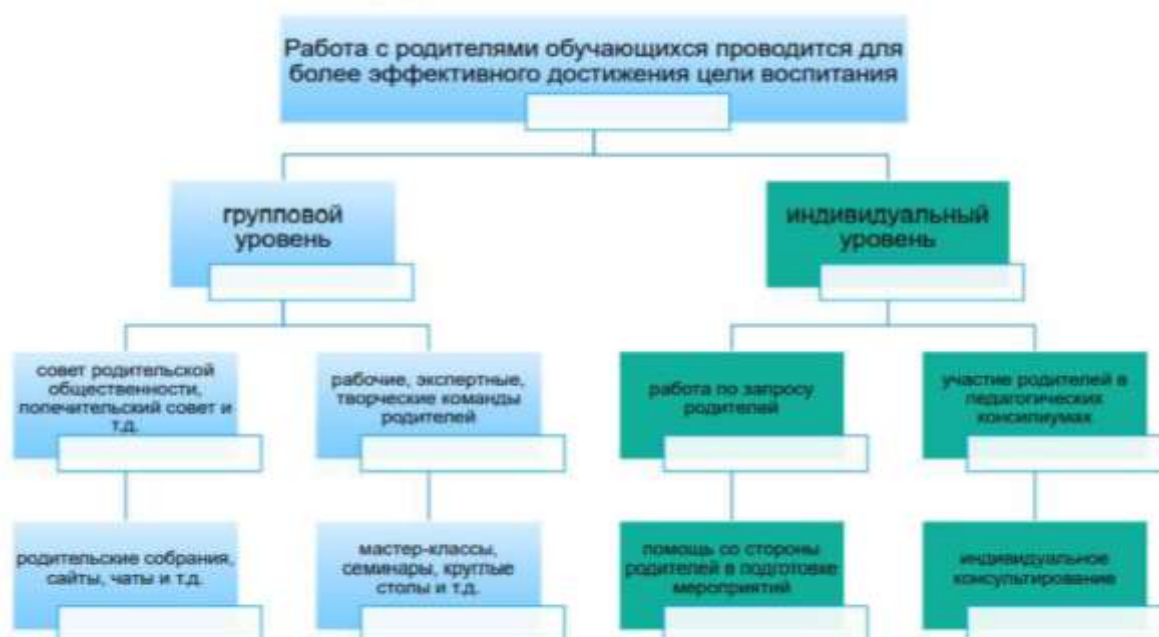 Работа с родителями обучающихся проводится для
более эффективного достижения цели воспитания
групповой
уровень
индивидуальный
уровень
совет родительской
общественности,
попечительский совет и
т.д.
рабочие, экспертные,
творческие команды
родителей
работа по запросу
родителей
участие родителей в
педагогических
консилиумах
родительские собрания,
сайты, чаты и т.д.
мастер-классы,
семинары, круглые
столы и т.д.
помощь со стороны
родителей в подготовке
мероприятий
индивидуальное
консультирование